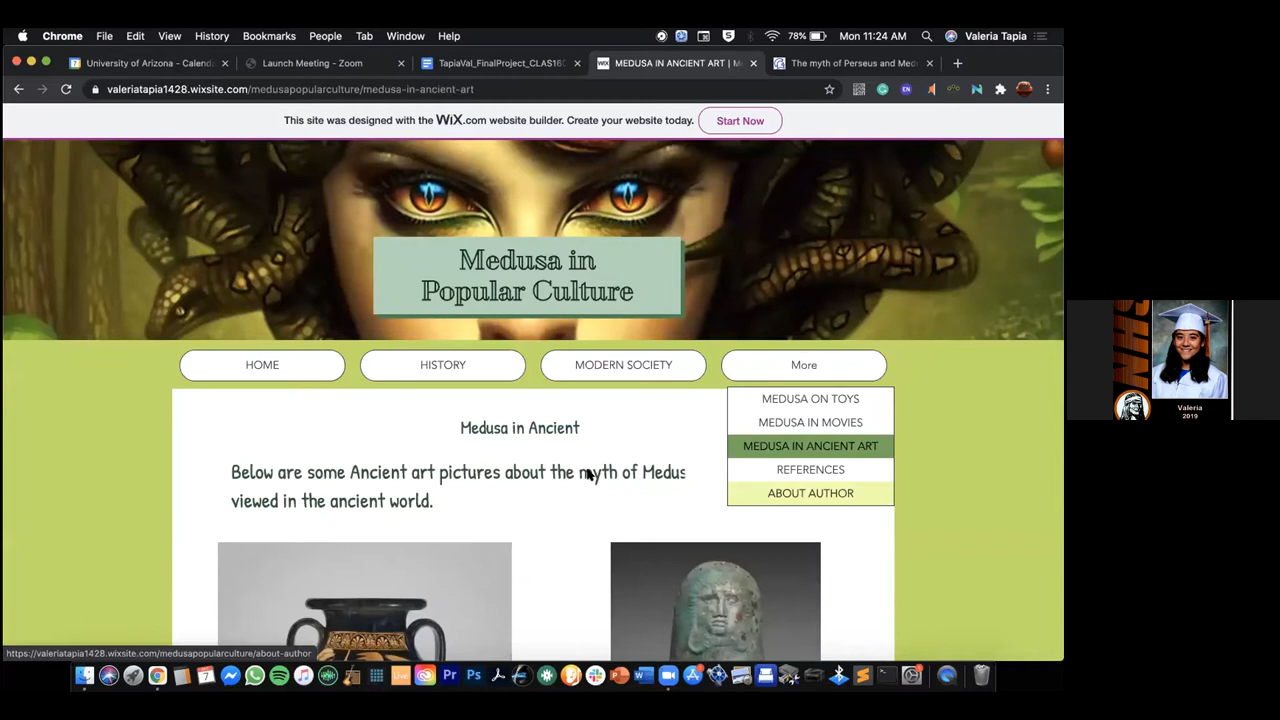 Chrome File Edit View History Bookmarks People Tab Window Help 78% Mon 11:24 AM Valeria Tapia
University of Arizona - Calenda Launch Meeting - Zoom TapiaVal_FinalProject_CLAS160 MEDUSA IN ANCIENT ART | M The myth of Perseus and Med
valeriatapia1428.wixsite.com/medusapopularculture/medusa-in-ancient-art
This site was designed with the WiX.com website builder. Create your website today. Start Now
Medusa in
Popular Culture
HOME HISTORY MODERN SOCIETY More
MEDUSA ON TOYS
MEDUSA IN MOVIES
MEDUSA IN ANCIENT ART
REFERENCES
ABOUT AUTHOR
Medusa in Ancient
Below are some Ancient art pictures about the myth of Medus
viewed in the ancient world.
https://valeriatapia1428.wixsite.com/medusapopularculture/about-author
Valeria
2019